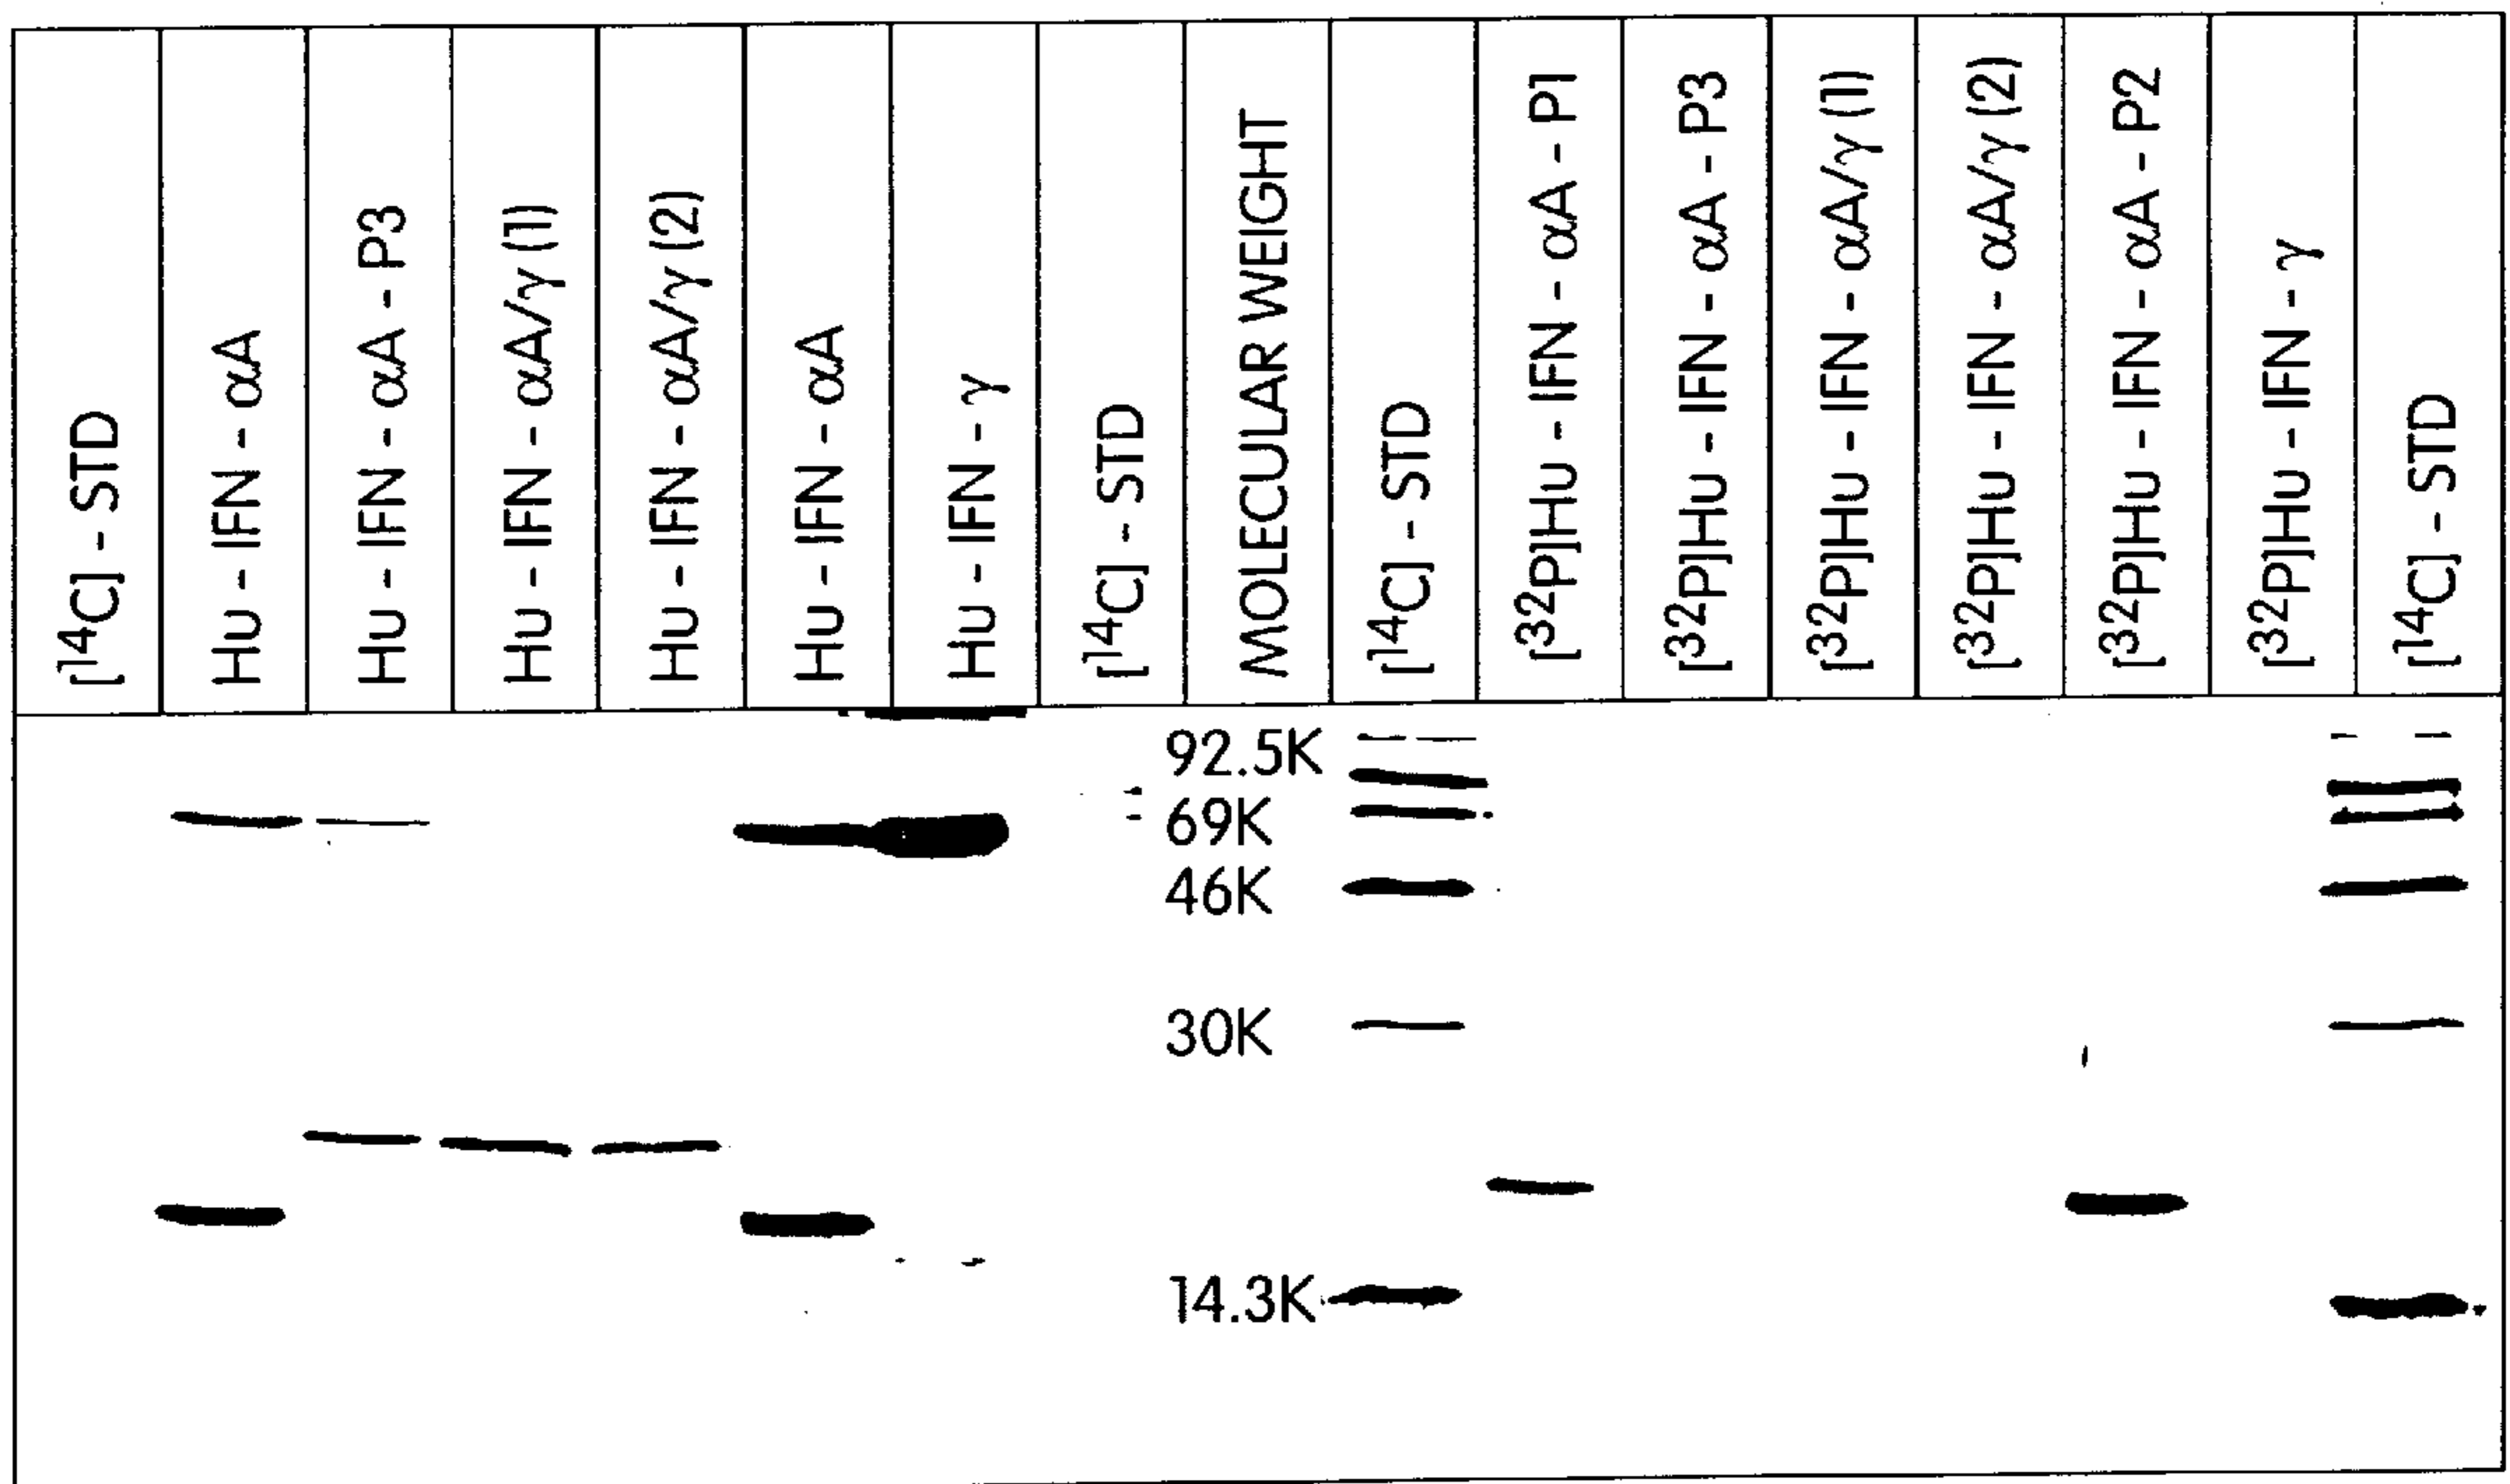 [¹⁴C] - STD
Hu - IFN - αA
Hu - IFN - αA - P3
Hu - IFN - αA/γ (1)
Hu - IFN - αA/γ (2)
Hu - IFN - αA
Hu - IFN - γ
[¹⁴C] - STD
MOLECULAR WEIGHT
[¹⁴C] - STD
[³²P]Hu - IFN - αA - P1
[³²P]Hu - IFN - αA - P3
[³²P]Hu - IFN - αA/γ (1)
[³²P]Hu - IFN - αA/γ (2)
[³²P]Hu - IFN - αA - P2
[³²P]Hu - IFN - γ
[¹⁴C] - STD
92.5K
69K
46K
30K
14.3K